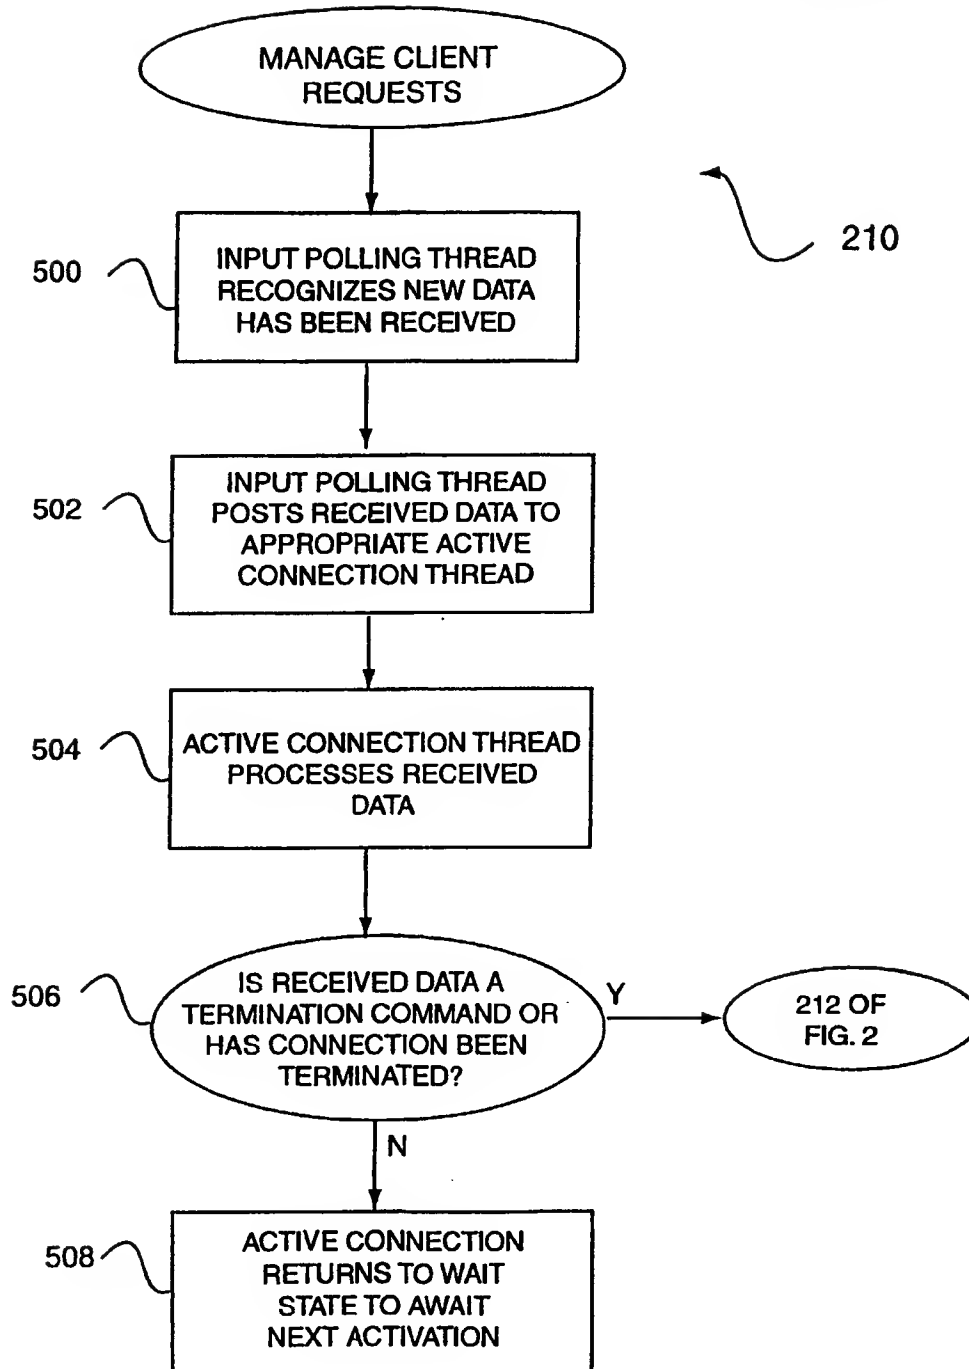 MANAGE CLIENT
REQUESTS
210
500
INPUT POLLING THREAD
RECOGNIZES NEW DATA
HAS BEEN RECEIVED
502
INPUT POLLING THREAD
POSTS RECEIVED DATA TO
APPROPRIATE ACTIVE
CONNECTION THREAD
504
ACTIVE CONNECTION THREAD
PROCESSES RECEIVED
DATA
506
IS RECEIVED DATA A
TERMINATION COMMAND OR
HAS CONNECTION BEEN
TERMINATED?
Y
212 OF
FIG. 2
N
508
ACTIVE CONNECTION
RETURNS TO WAIT
STATE TO AWAIT
NEXT ACTIVATION